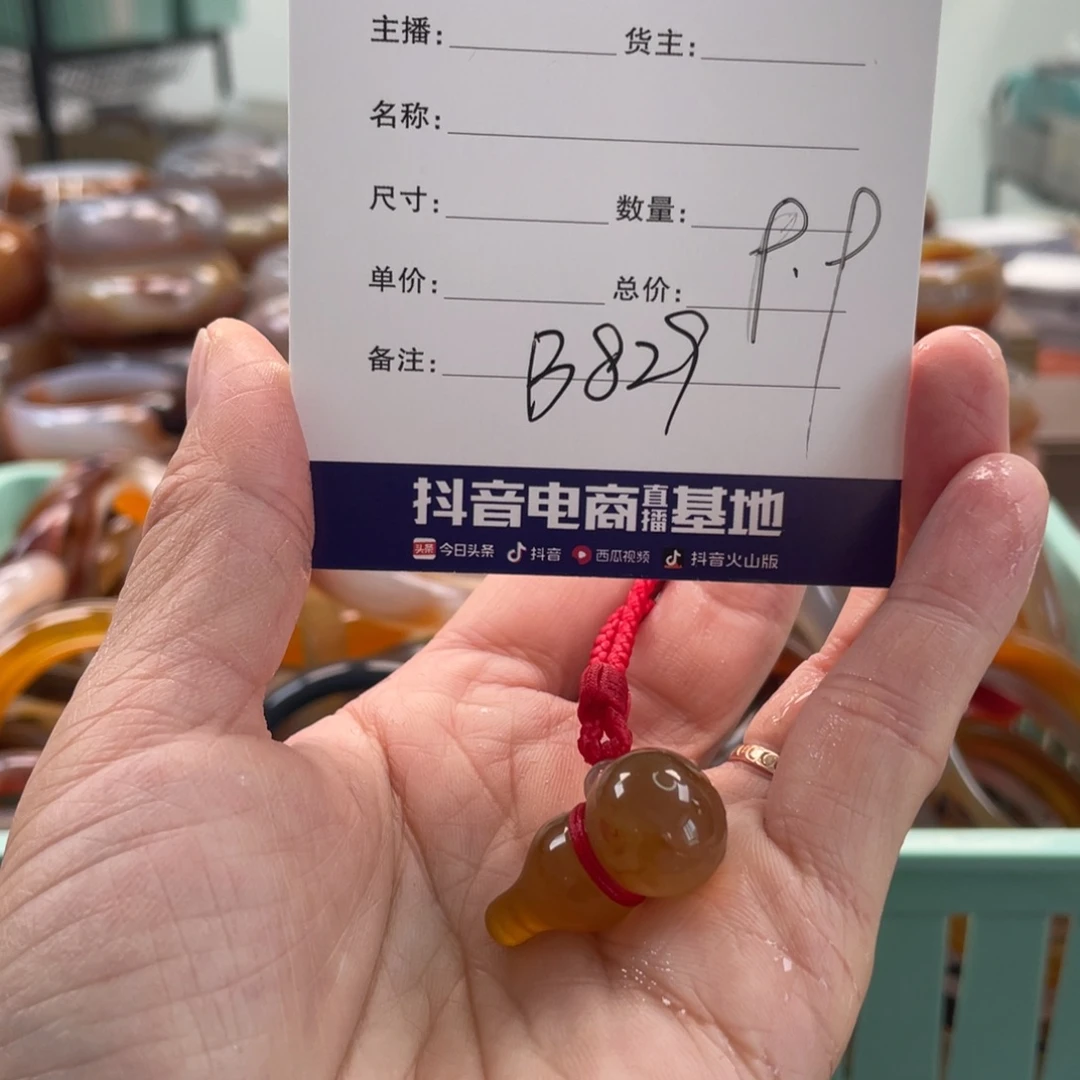 主播: 货主:
名称:
尺寸: 数量:
P.P
单价: 总价:
备注: B829
抖音电商直播基地
头条 今日头条 抖音 西瓜视频 抖音火山版